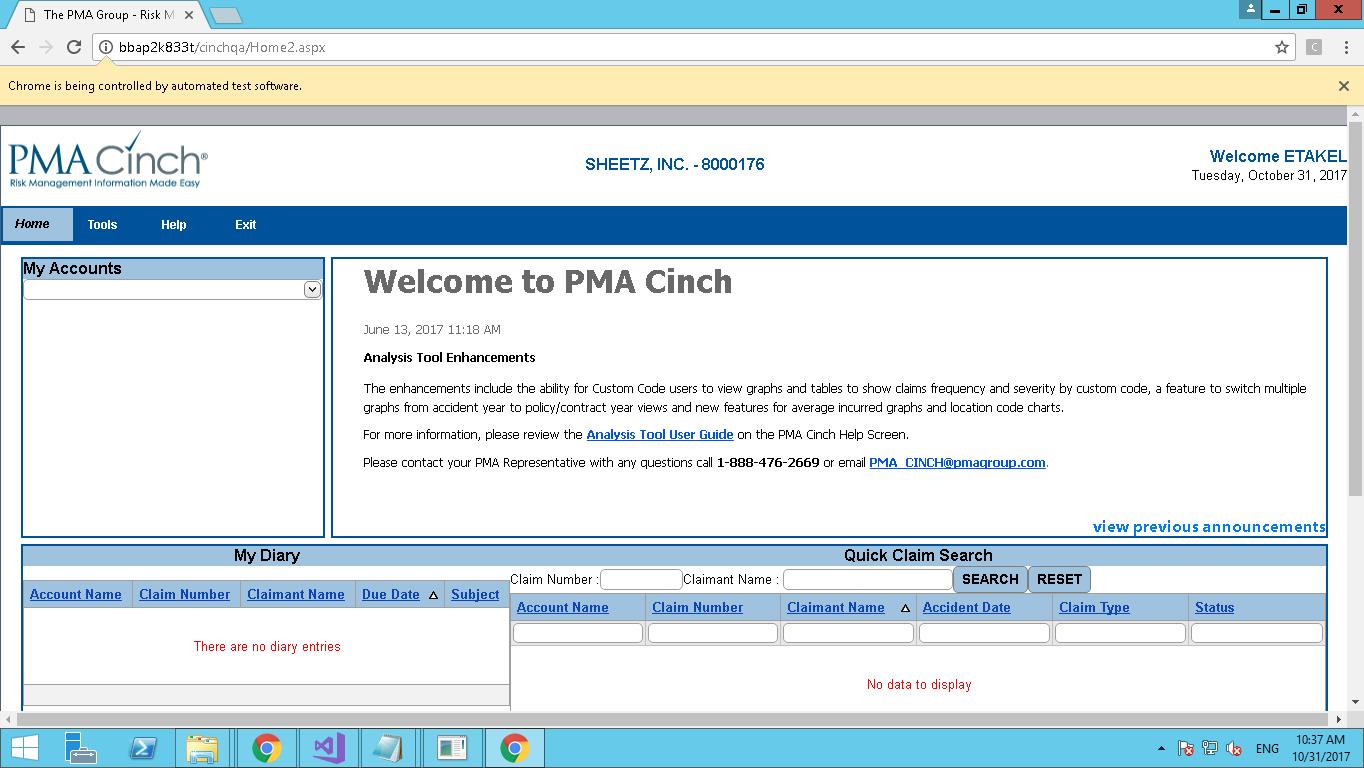 The PMA Group - Risk M
bbap2k833t/cinchqa/Home2.aspx
C
Chrome is being controlled by automated test software.
PMA Cinch®
Risk Management Information Made Easy
SHEETZ, INC. - 8000176
Welcome ETAKEL
Tuesday, October 31, 2017
Home Tools Help Exit
My Accounts
Welcome to PMA Cinch
June 13, 2017 11:18 AM
Analysis Tool Enhancements
The enhancements include the ability for Custom Code users to view graphs and tables to show claims frequency and severity by custom code, a feature to switch multiple
graphs from accident year to policy/contract year views and new features for average incurred graphs and location code charts.
For more information, please review the Analysis Tool User Guide on the PMA Cinch Help Screen.
Please contact your PMA Representative with any questions call 1-888-476-2669 or email PMA_CINCH@pmagroup.com.
view previous announcements
My Diary
Account Name Claim Number Claimant Name Due Date Subject
There are no diary entries
Quick Claim Search
Claim Number : Claimant Name : SEARCH RESET
Account Name Claim Number Claimant Name Accident Date Claim Type Status
No data to display
ENG
10:37 AM
10/31/2017